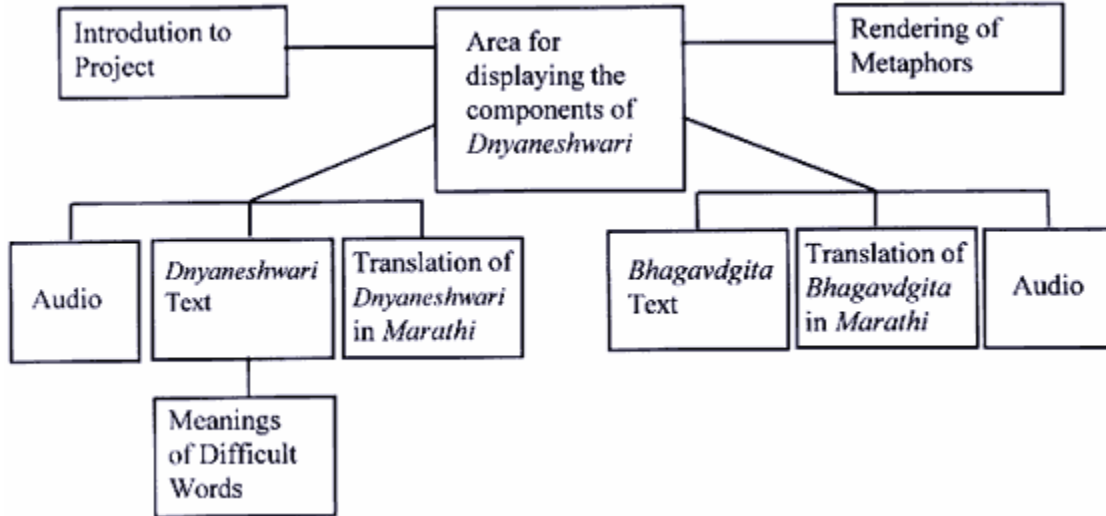 Introdution to
Project
Area for
displaying the
components of
Dnyaneshwari
Rendering of
Metaphors
Audio
Dnyaneshwari
Text
Translation of
Dnyaneshwari
in Marathi
Bhagavdgita
Text
Translation of
Bhagavdgita
in Marathi
Audio
Meanings
of Difficult
Words